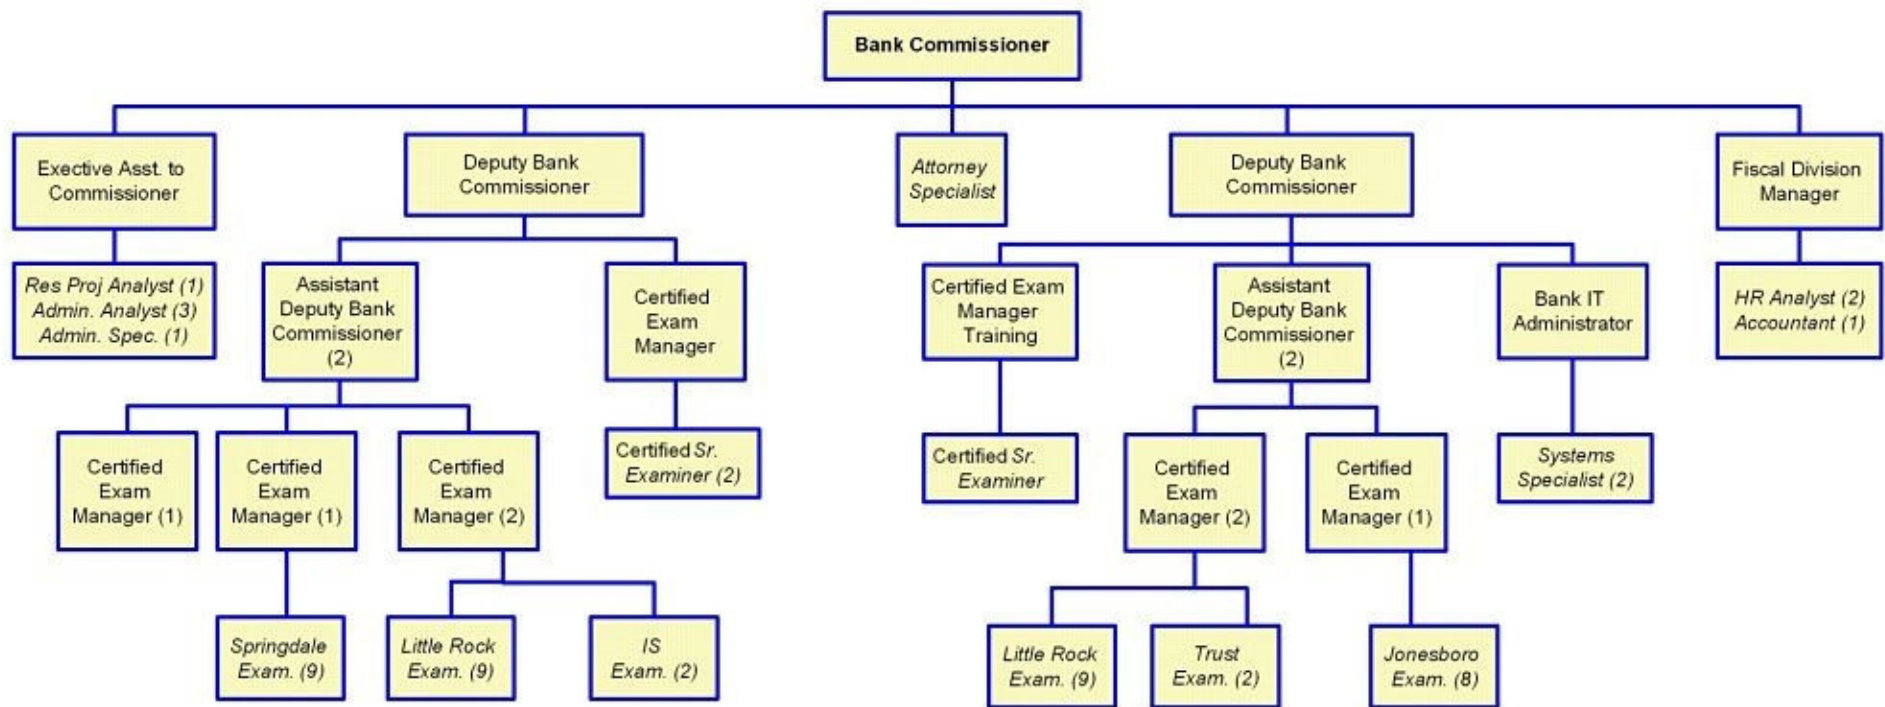 Bank Commissioner
Exective Asst. to
Commissioner
Deputy Bank
Commissioner
Attorney
Specialist
Deputy Bank
Commissioner
Fiscal Division
Manager
Res Proj Analyst (1)
Admin. Analyst (3)
Admin. Spec. (1)
Assistant
Deputy Bank
Commissioner
(2)
Certified
Exam
Manager
Certified Exam
Manager
Training
Assistant
Deputy Bank
Commissioner
(2)
Bank IT
Administrator
HR Analyst (2)
Accountant (1)
Certified
Exam
Manager (1)
Certified
Exam
Manager (1)
Certified
Exam
Manager (2)
Certified Sr.
Examiner (2)
Certified Sr.
Examiner
Certified
Exam
Manager (2)
Certified
Exam
Manager (1)
Systems
Specialist (2)
Springdale
Exam. (9)
Little Rock
Exam. (9)
IS
Exam. (2)
Little Rock
Exam. (9)
Trust
Exam. (2)
Jonesboro
Exam. (8)